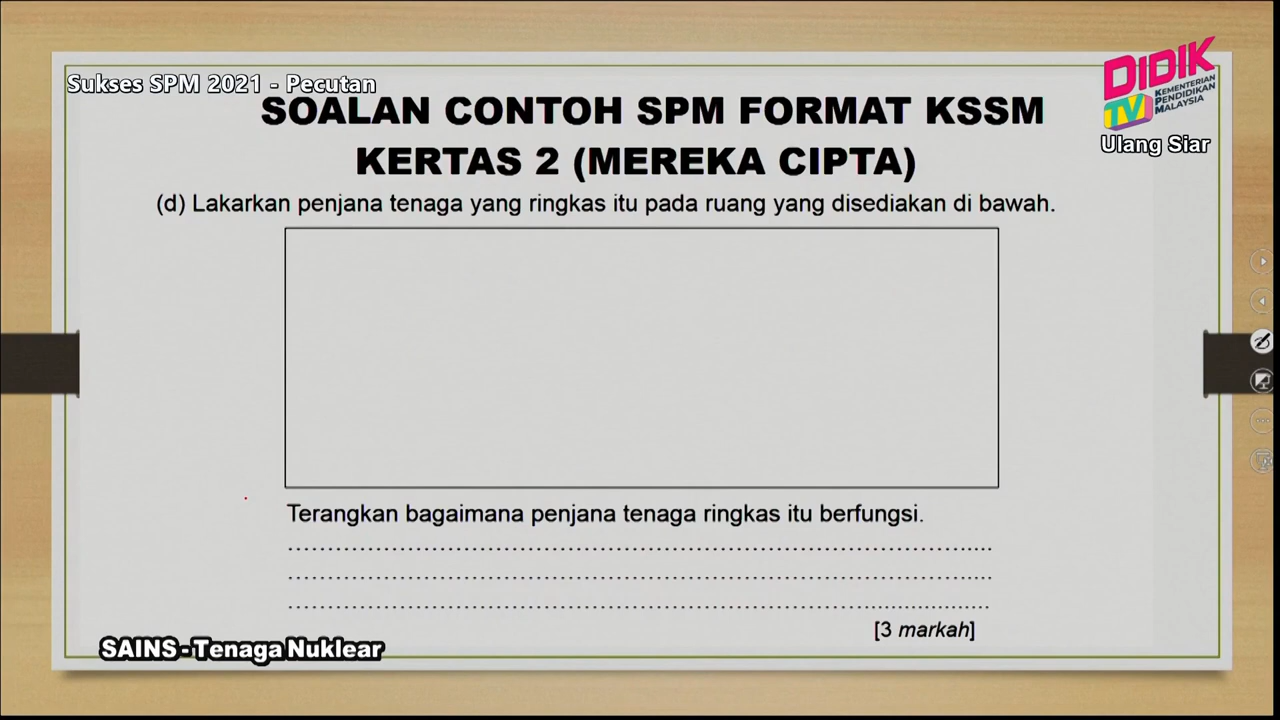 Sukses SPM 2021 - Pecutan
DIDIK
TV
KEMENTERIAN
PENDIDIKAN
MALAYSIA
Ulang Siar
SOALAN CONTOH SPM FORMAT KSSM
KERTAS 2 (MEREKA CIPTA)
(d) Lakarkan penjana tenaga yang ringkas itu pada ruang yang disediakan di bawah.
Terangkan bagaimana penjana tenaga ringkas itu berfungsi.
[3 markah]
SAINS - Tenaga Nuklear